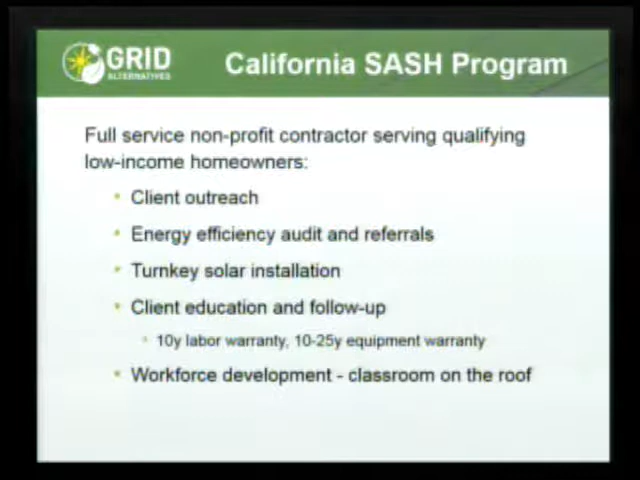 GRID
ALTERNATIVES
California SASH Program
Full service non-profit contractor serving qualifying
low-income homeowners:
• Client outreach
• Energy efficiency audit and referrals
• Turnkey solar installation
• Client education and follow-up
• 10y labor warranty, 10-25y equipment warranty
• Workforce development - classroom on the roof